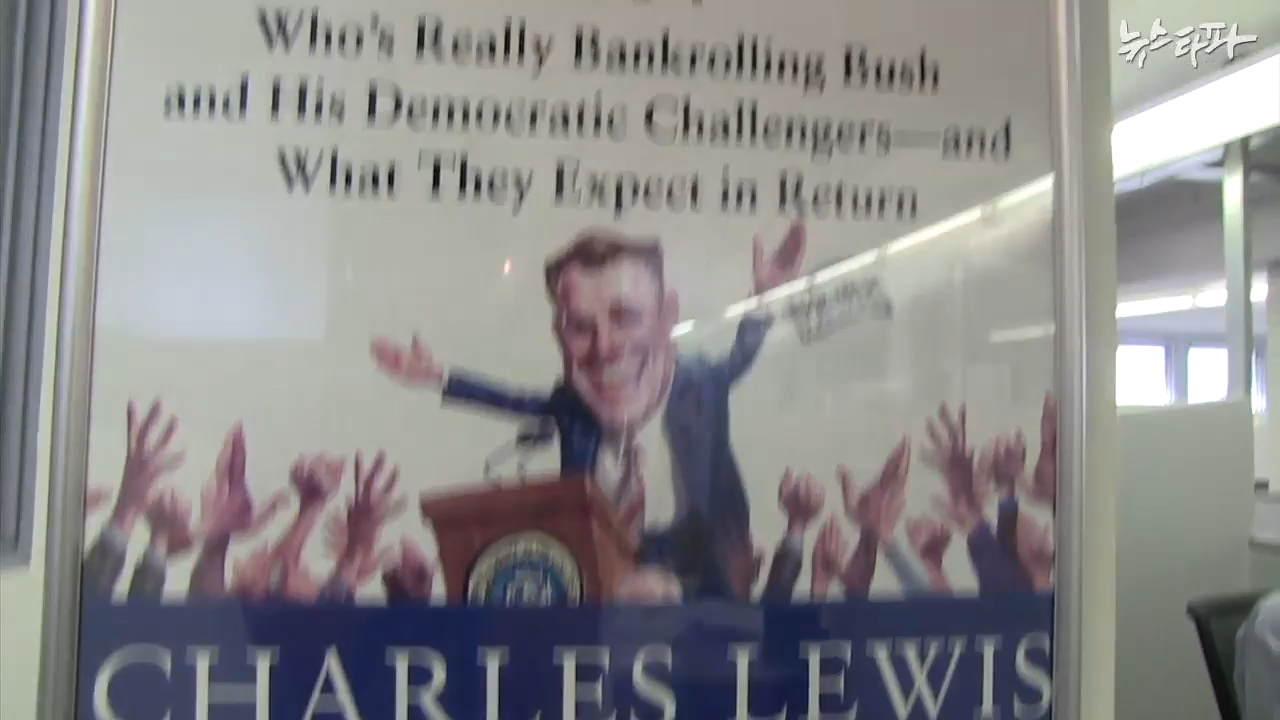 뉴스타파
Who's Really Bankrolling Bush
and His Democratic Challengers—and
What They Expect in Return
CHARLES LEWIS